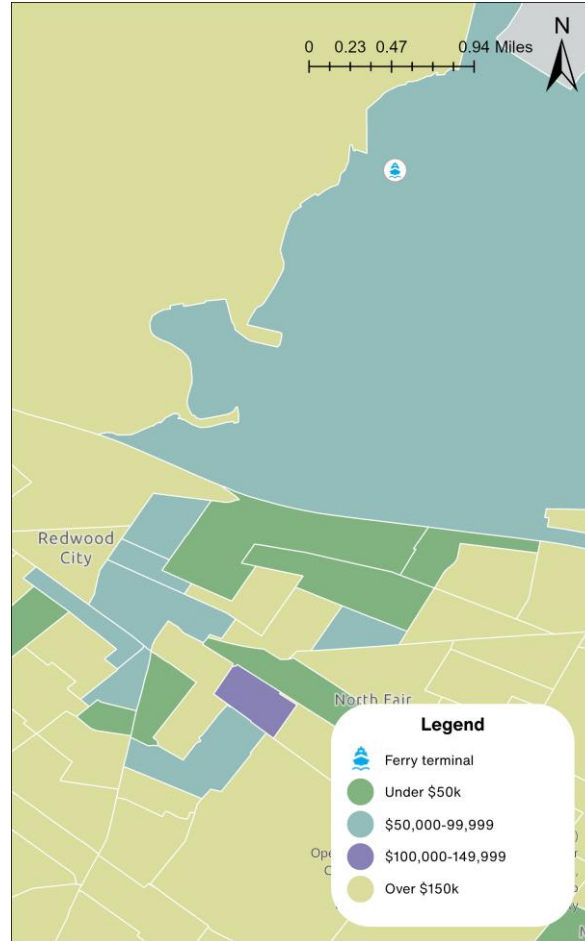 0 0.23 0.47 0.94 Miles
N
Redwood
City
North Fair
Legend
Ferry terminal
Under $50k
$50,000-99,999
$100,000-149,999
Over $150k
)
Ope
r
C
,
o
y